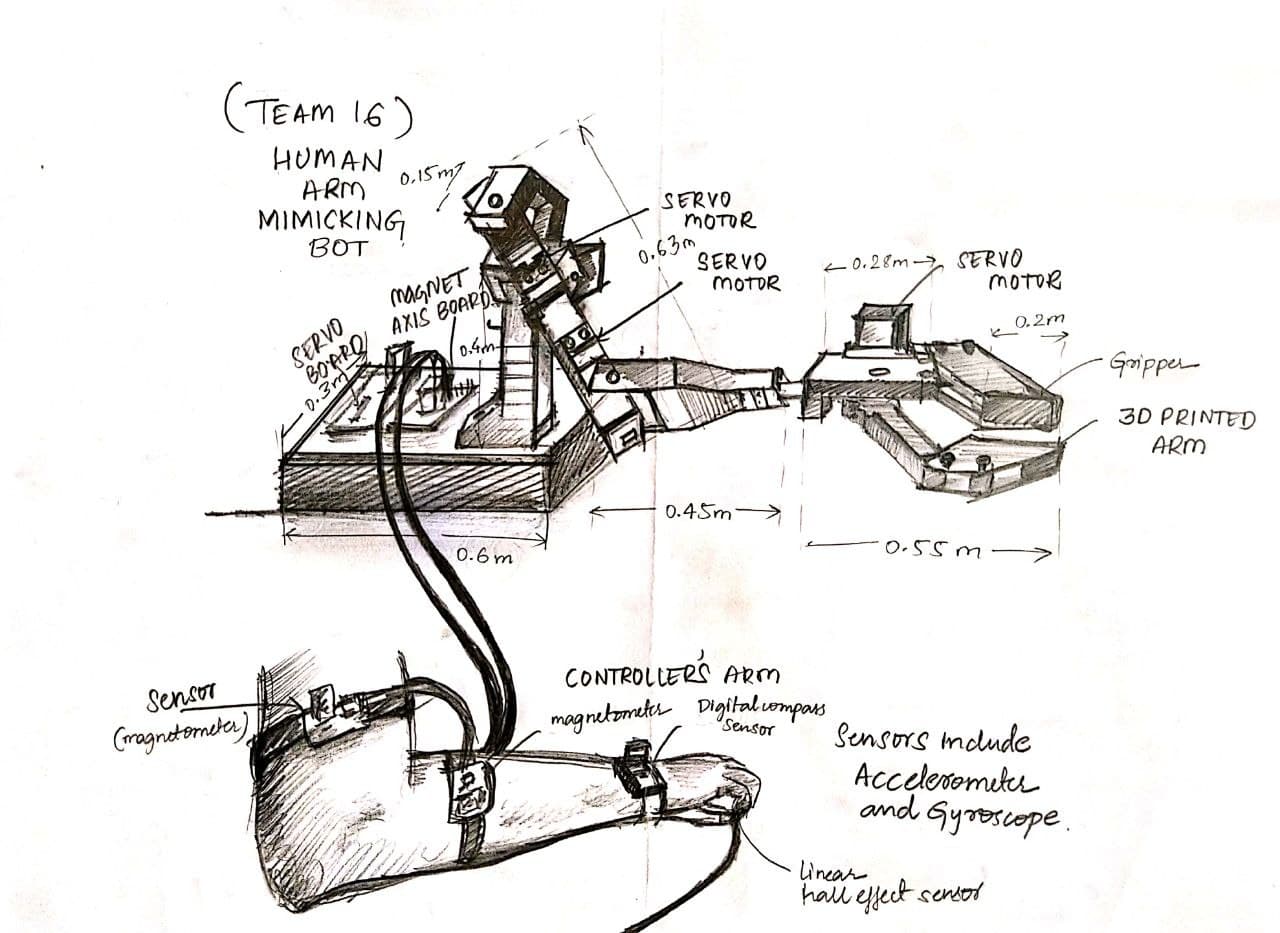 (TEAM 16)
HUMAN
ARM
MIMICKING
BOT
0.15m
SERVO
MOTOR
0.63m
SERVO
MOTOR
0.28m
SERVO
MOTOR
0.2m
MAGNET
AXIS BOARD
SERVO
BOARD
0.3m
0.4m
Gripper
3D PRINTED
ARM
0.45m
0.55 m
0.6m
CONTROLLER'S ARM
Sensor
(magnetometer)
magnetometer
Digital compass
sensor
Sensors include
Accelerometer
and Gyroscope.
linear
hall effect sensor